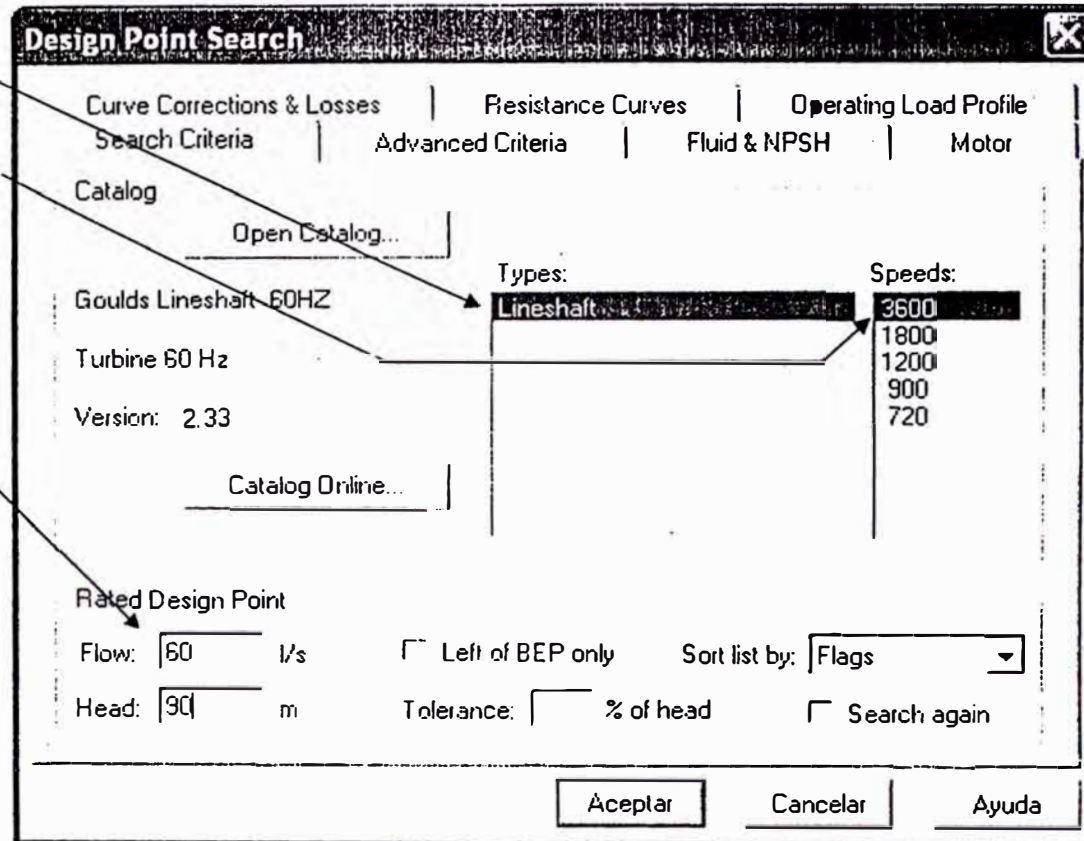 Design Point Search
Curve Corrections & Losses
Resistance Curves
Operating Load Profile
Search Criteria
Advanced Criteria
Fluid & NPSH
Motor
Catalog
Open Catalog...
Types:
Speeds:
Goulds Lineshaft 60HZ
Lineshaft
3600
1800
1200
900
720
Turbine 60 Hz
Version: 2.33
Catalog Online...
Rated Design Point
Flow: 60 l/s
Left of BEP only
Sort list by: Flags
Head: 90 m
Tolerance: % of head
Search again
Aceptar
Cancelar
Ayuda